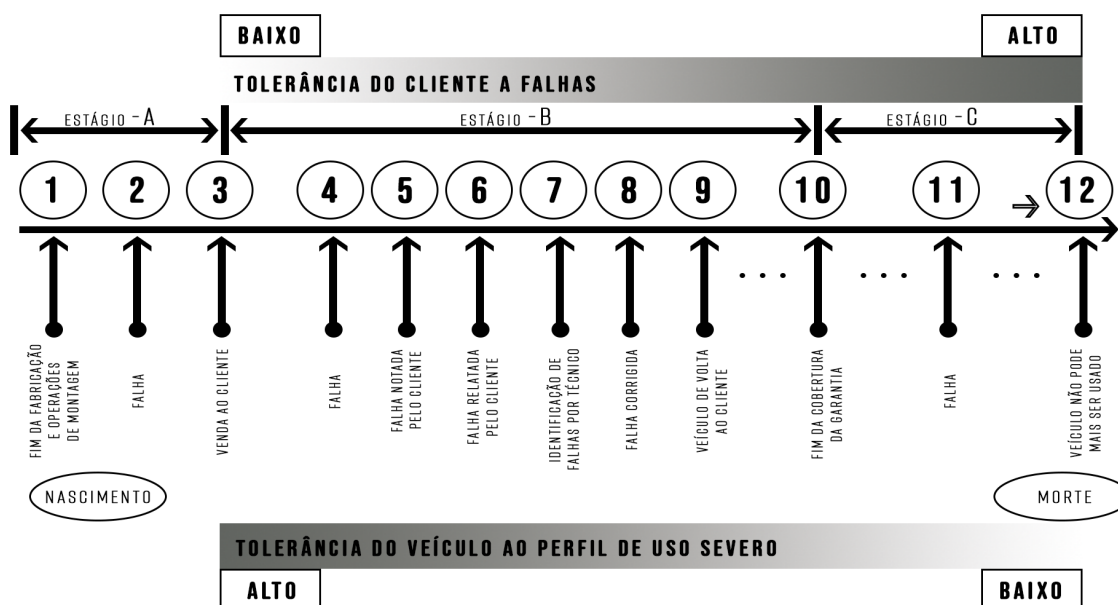 BAIXO
ALTO
TOLERÂNCIA DO CLIENTE A FALHAS
ESTÁGIO - A
ESTÁGIO - B
ESTÁGIO - C
1
2
3
4
5
6
7
8
9
10
11
12
FIM DA FABRICAÇÃO
E OPERAÇÕES
DE MONTAGEM
FALHA
VENDA AO CLIENTE
FALHA
FALHA NOTADA
PELO CLIENTE
FALHA RELATADA
PELO CLIENTE
IDENTIFICAÇÃO DE
FALHAS POR TÉCNICO
FALHA CORRIGIDA
VEÍCULO DE VOLTA
AO CLIENTE
FIM DA COBERTURA
DA GARANTIA
FALHA
VEÍCULO NÃO PODE
MAIS SER USADO
NASCIMENTO
MORTE
TOLERÂNCIA DO VEÍCULO AO PERFIL DE USO SEVERO
ALTO
BAIXO